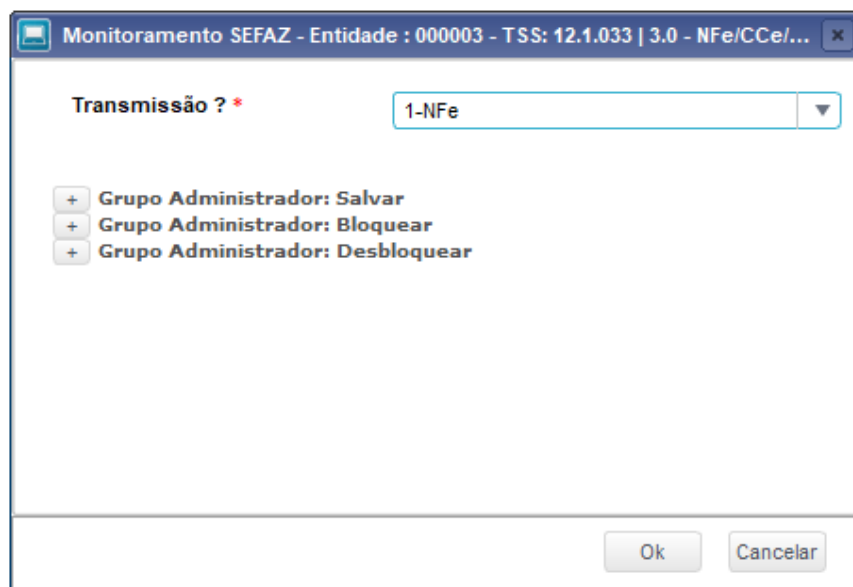 Monitoramento SEFAZ - Entidade : 000003 - TSS: 12.1.033 | 3.0 - NFe/CCe/... ×
Transmissão ? * 1-NFe
+ Grupo Administrador: Salvar
+ Grupo Administrador: Bloquear
+ Grupo Administrador: Desbloquear
Ok Cancelar